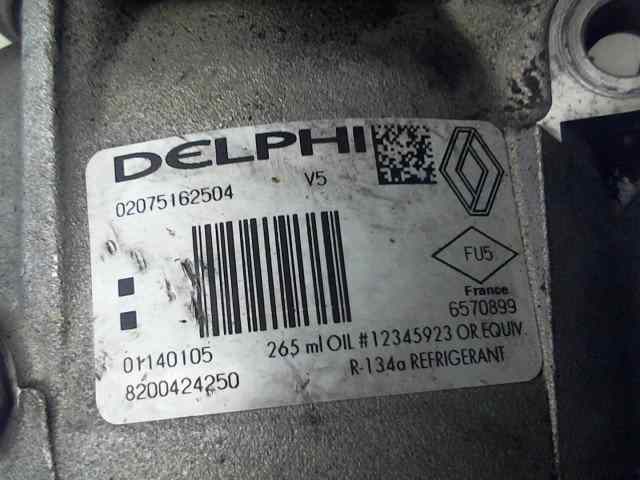 DELPHI
02075162504
V5
FU5
France
6570899
01140105
265 ml OIL #12345923 OR EQUIV.
8200424250
R-134a REFRIGERANT